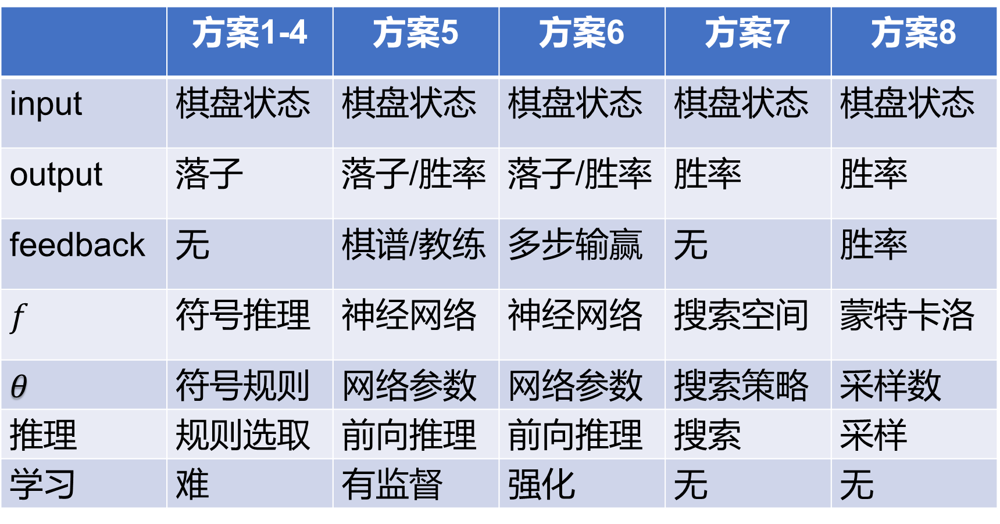 方案1-4 方案5 方案6 方案7 方案8
input 棋盘状态 棋盘状态 棋盘状态 棋盘状态 棋盘状态
output 落子 落子/胜率 落子/胜率 胜率 胜率
feedback 无 棋谱/教练 多步输赢 无 胜率
f 符号推理 神经网络 神经网络 搜索空间 蒙特卡洛
θ 符号规则 网络参数 网络参数 搜索策略 采样数
推理 规则选取 前向推理 前向推理 搜索 采样
学习 难 有监督 强化 无 无